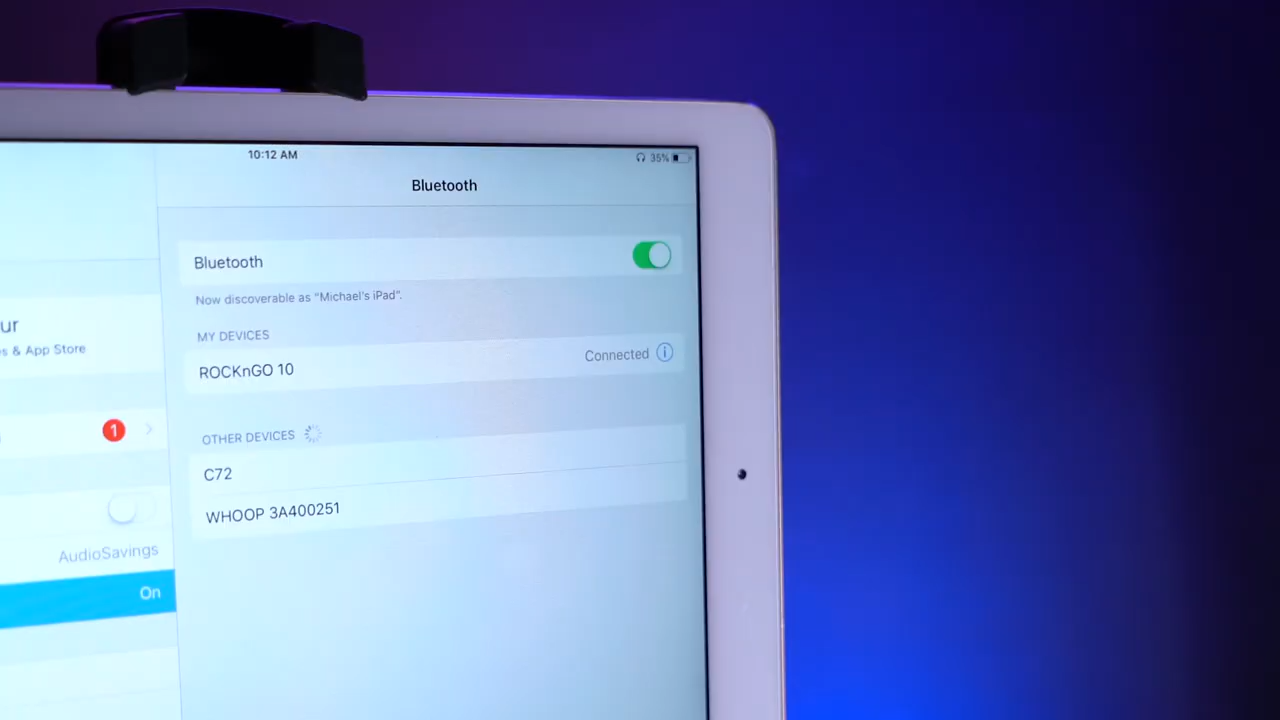 10:12 AM
35%
Bluetooth
Bluetooth
Now discoverable as “Michael's iPad”.
MY DEVICES
ROCKnGO 10
Connected
OTHER DEVICES
C72
WHOOP 3A400251
ur
s & App Store
1
AudioSavings
On